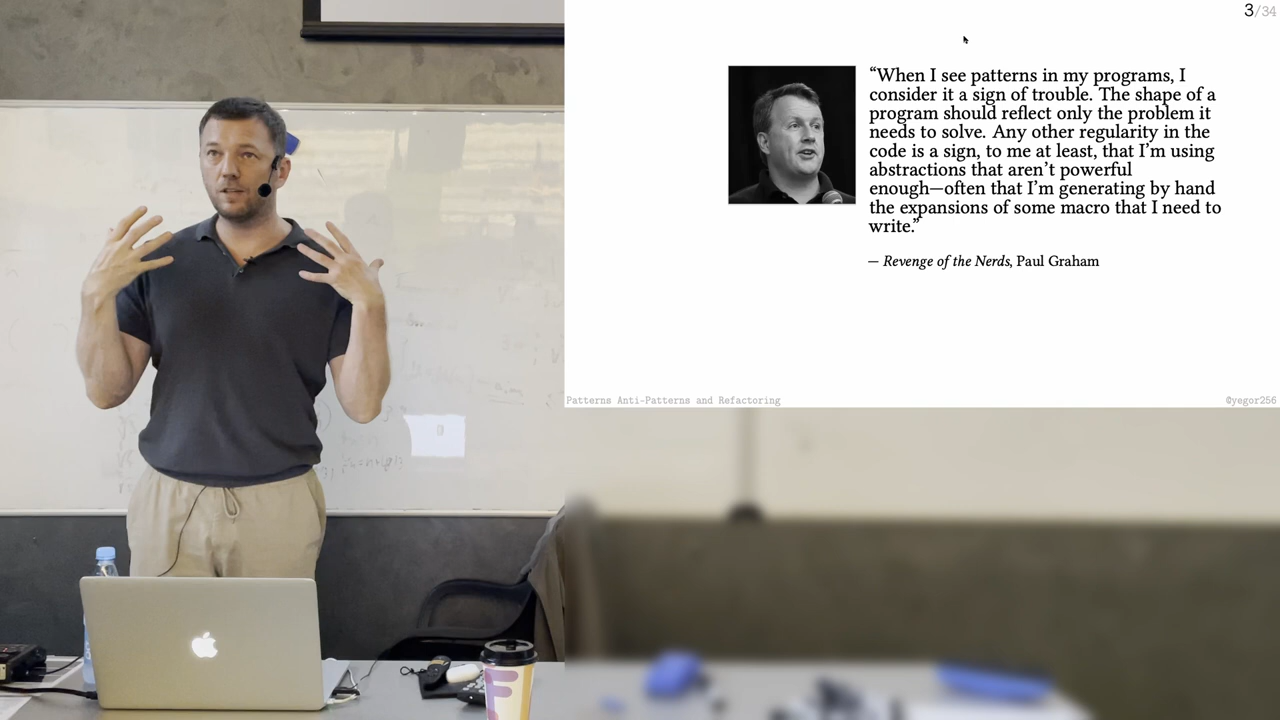 3/34
“When I see patterns in my programs, I
consider it a sign of trouble. The shape of a
program should reflect only the problem it
needs to solve. Any other regularity in the
code is a sign, to me at least, that I’m using
abstractions that aren’t powerful
enough—often that I’m generating by hand
the expansions of some macro that I need to
write.”
— Revenge of the Nerds, Paul Graham
Patterns Anti-Patterns and Refactoring
@yegor256